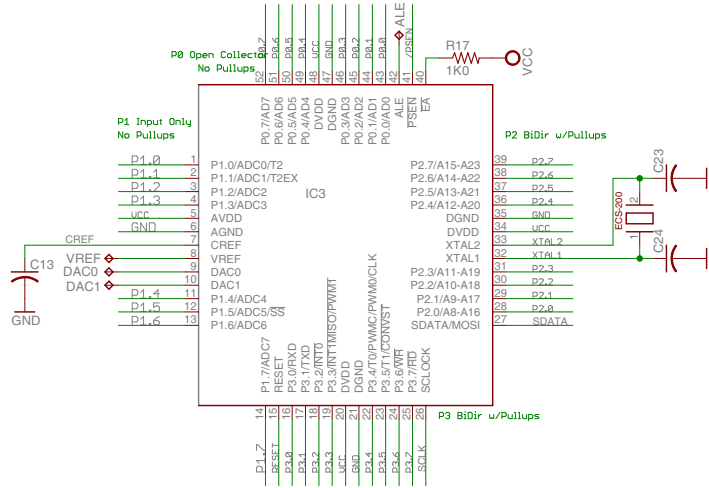 P0.7
P0.6
P0.5
P0.4
VCC
GND
P0.3
P0.2
P0.1
P0.0
ALE
/PSEN
P0 Open Collector
No Pullups
R17
1K0
VCC
52
51
50
49
48
47
46
45
44
43
42
41
40
P0.7/AD7
P0.6/AD6
P0.5/AD5
P0.4/AD4
DVDD
DGND
P0.3/AD3
P0.2/AD2
P0.1/AD1
P0.0/AD0
ALE
PSEN
EA
P1 Input Only
No Pullups
P2 BiDir w/Pullups
IC3
P1.0 1 P1.0/ADC0/T2
P1.1 2 P1.1/ADC1/T2EX
P1.2 3 P1.2/ADC2
P1.3 4 P1.3/ADC3
VCC 5 AVDD
GND 6 AGND
CREF 7 CREF
VREF 8 VREF
DAC0 9 DAC0
DAC1 10 DAC1
P1.4 11 P1.4/ADC4
P1.5 12 P1.5/ADC5/SS
P1.6 13 P1.6/ADC6
C13
GND
P2.7/A15-A23 39 P2.7
P2.6/A14-A22 38 P2.6
P2.5/A13-A21 37 P2.5
P2.4/A12-A20 36 P2.4
DGND 35 GND
DVDD 34 VCC
XTAL2 33 XTAL2
XTAL1 32 XTAL1
P2.3/A11-A19 31 P2.3
P2.2/A10-A18 30 P2.2
P2.1/A9-A17 29 P2.1
P2.0/A8-A16 28 P2.0
SDATA/MOSI 27 SDATA
C23
ECS-200
2
1
C24
P1.7/ADC7
RESET
P3.0/RXD
P3.1/TXD
P3.2/INT0
P3.3/INT1MISO/PWMT
DVDD
DGND
P3.4/T0/PWMC/PWM0/CLK
P3.5/T1/CONVST
P3.6/WR
P3.7/RD
SCLOCK
14
15
16
17
18
19
20
21
22
23
24
25
26
P3 BiDir w/Pullups
P1.7
RESET
P3.0
P3.1
P3.2
P3.3
VCC
GND
P3.4
P3.5
P3.6
P3.7
SCLK